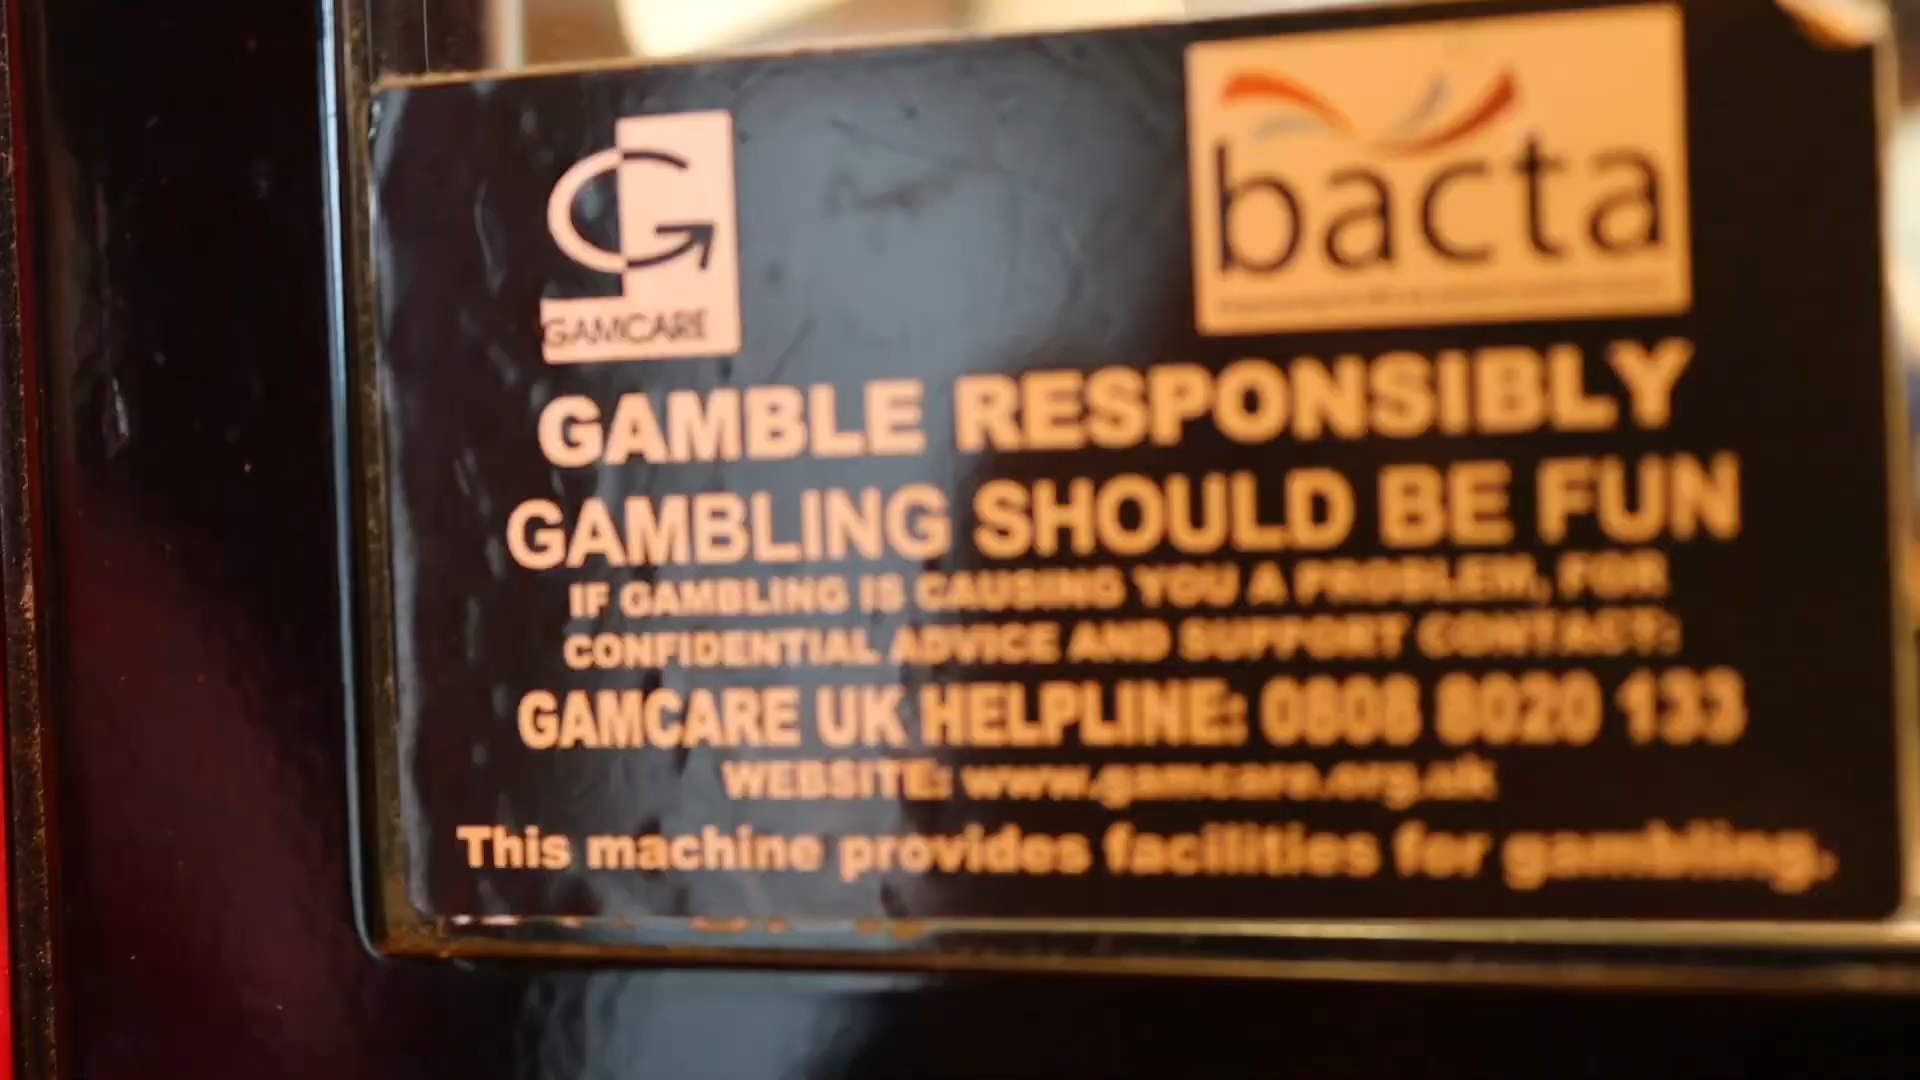 GAMCARE
bacta
GAMBLE RESPONSIBLY
GAMBLING SHOULD BE FUN
IF GAMBLING IS CAUSING YOU A PROBLEM, FOR
CONFIDENTIAL ADVICE AND SUPPORT CONTACT:
GAMCARE UK HELPLINE: 0808 8020 133
WEBSITE: www.gamcare.org.uk
This machine provides facilities for gambling.